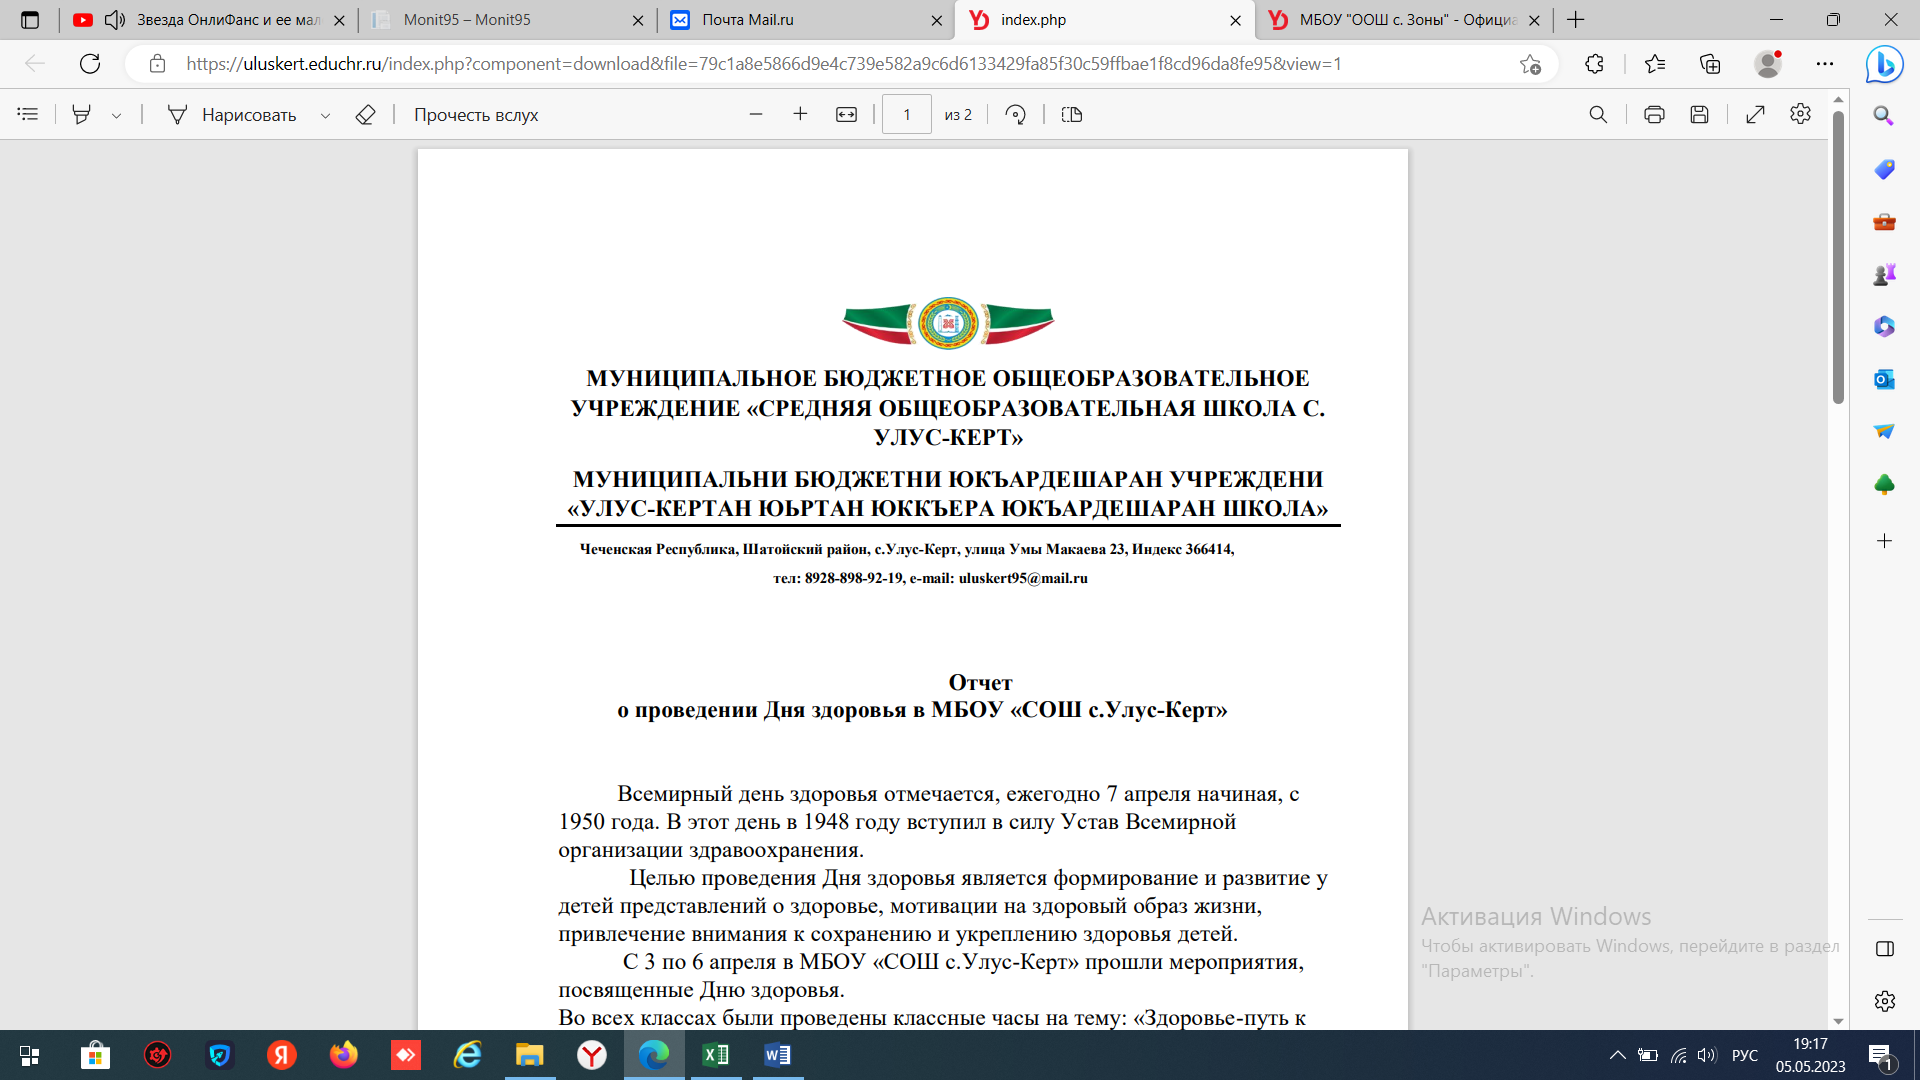 Звезда ОнлиФанс и ее мал
Monit95 – Monit95
Почта Mail.ru
index.php
МБОУ "ООШ с. Зоны" - Официа
https://uluskert.educhr.ru/index.php?component=download&file=79c1a8e5866d9e4c739e582a9c6d6133429fa85f30c59ffbae1f8cd96da8fe95&view=1
Нарисовать
Прочесть вслух
1
из 2
МУНИЦИПАЛЬНОЕ БЮДЖЕТНОЕ ОБЩЕОБРАЗОВАТЕЛЬНОЕ
УЧРЕЖДЕНИЕ «СРЕДНЯЯ ОБЩЕОБРАЗОВАТЕЛЬНАЯ ШКОЛА С.
УЛУС-КЕРТ»
МУНИЦИПАЛЬНИ БЮДЖЕТНИ ЮКЪАРДЕШАРАН УЧРЕЖДЕНИ
«УЛУС-КЕРТАН ЮЬРТАН ЮККЪЕРА ЮКЪАРДЕШАРАН ШКОЛА»
Чеченская Республика, Шатойский район, с.Улус-Керт, улица Умы Макаева 23, Индекс 366414,
тел: 8928-898-92-19, e-mail: uluskert95@mail.ru
Отчет
о проведении Дня здоровья в МБОУ «СОШ с.Улус-Керт»
Всемирный день здоровья отмечается, ежегодно 7 апреля начиная, с
1950 года. В этот день в 1948 году вступил в силу Устав Всемирной
организации здравоохранения.
Целью проведения Дня здоровья является формирование и развитие у
детей представлений о здоровье, мотивации на здоровый образ жизни,
привлечение внимания к сохранению и укреплению здоровья детей.
С 3 по 6 апреля в МБОУ «СОШ с.Улус-Керт» прошли мероприятия,
посвященные Дню здоровья.
Во всех классах были проведены классные часы на тему: «Здоровье-путь к
Активация Windows
Чтобы активировать Windows, перейдите в раздел
"Параметры".
РУС
19:17
05.05.2023
1